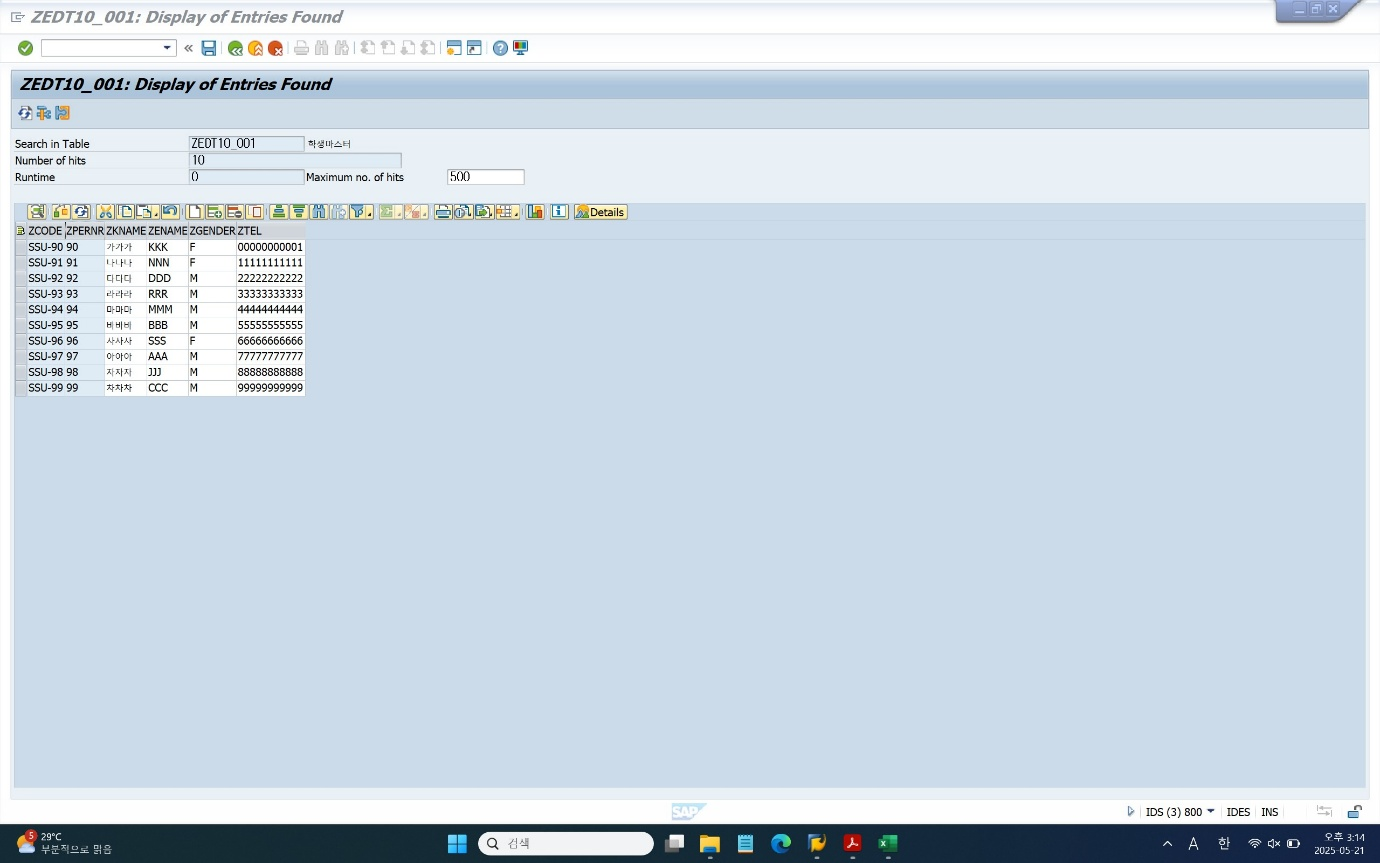 ZEDT10_001: Display of Entries Found
ZEDT10_001: Display of Entries Found
Search in Table ZEDT10_001 학생마스터
Number of hits 10
Runtime 0 Maximum no. of hits 500
Details
ZCODE ZPERNR ZKNAME ZENAME ZGENDER ZTEL
SSU-90 90 가가가 KKK F 00000000001
SSU-91 91 나나나 NNN F 11111111111
SSU-92 92 다다다 DDD M 22222222222
SSU-93 93 라라라 RRR M 33333333333
SSU-94 94 마마마 MMM M 44444444444
SSU-95 95 바바바 BBB M 55555555555
SSU-96 96 사사사 SSS F 66666666666
SSU-97 97 아아아 AAA M 77777777777
SSU-98 98 자자자 JJJ M 88888888888
SSU-99 99 차차차 CCC M 99999999999
SAP
IDS (3) 800 IDES INS
5
29°C
부분적으로 맑음
검색
A 한
오후 3:14
2025-05-21